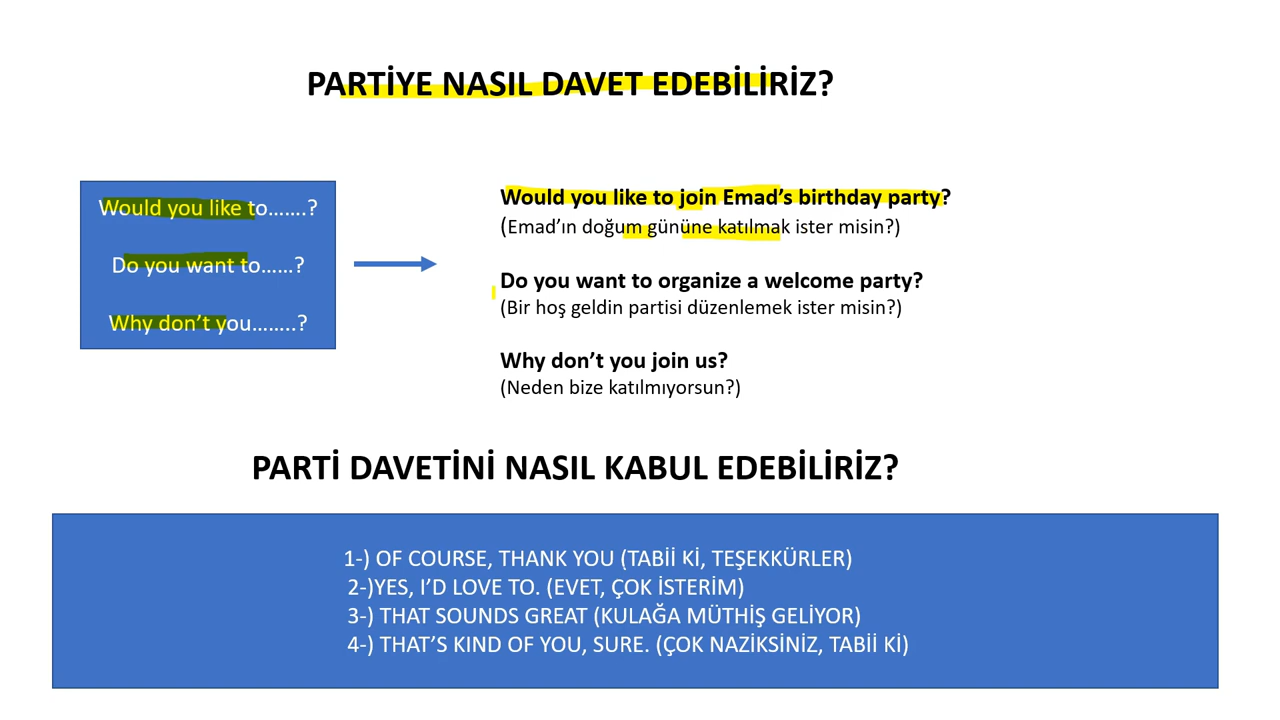 PARTİYE NASIL DAVET EDEBİLİRİZ?
Would you like to.......?
Do you want to......?
Why don't you........?
Would you like to join Emad's birthday party?
(Emad'ın doğum gününe katılmak ister misin?)
Do you want to organize a welcome party?
(Bir hoş geldin partisi düzenlemek ister misin?)
Why don't you join us?
(Neden bize katılmıyorsun?)
PARTİ DAVETİNİ NASIL KABUL EDEBİLİRİZ?
1-) OF COURSE, THANK YOU (TABİİ Kİ, TEŞEKKÜRLER)
2-)YES, I'D LOVE TO. (EVET, ÇOK İSTERİM)
3-) THAT SOUNDS GREAT (KULAĞA MÜTHİŞ GELİYOR)
4-) THAT'S KIND OF YOU, SURE. (ÇOK NAZİKSİNİZ, TABİİ Kİ)